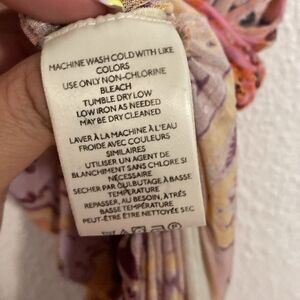 MACHINE WASH COLD WITH LIKE
COLORS
USE ONLY NON-CHLORINE
BLEACH
TUMBLE DRY LOW
LOW IRON AS NEEDED
MAY BE DRY CLEANED
LAVER À LA MACHINE À L'EAU
FROIDE AVEC COULEURS
SIMILAIRES
UTILISER UN AGENT DE
BLANCHIMENT SANS CHLORE SI
NÉCESSAIRE
SECHER PAR CULBUTAGE À BASSE
TEMPÉRATURE
REPASSER, AU BESOIN, À TRÈS
BASSE TEMPÉRATURE
PEUT-ÊTRE ÊTRE NETTOYÉE SEC